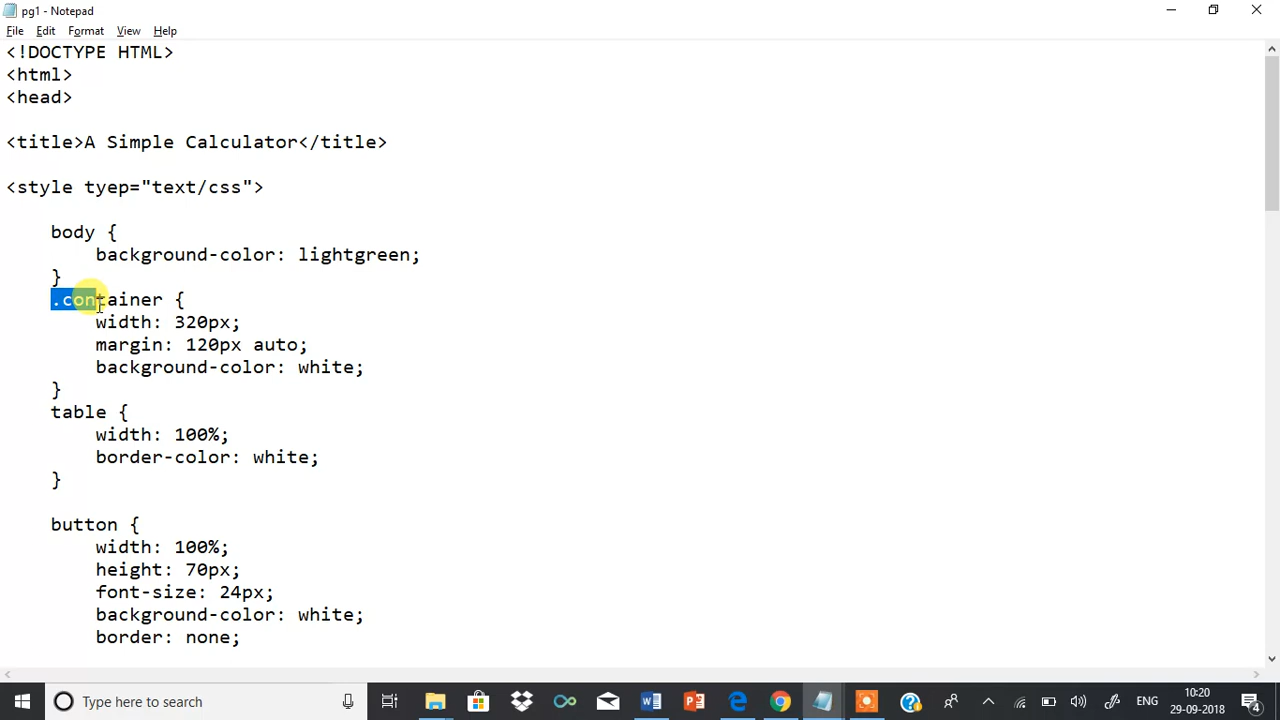 pg1 - Notepad
File Edit Format View Help
<!DOCTYPE HTML>
<html>
<head>
<title>A Simple Calculator</title>
<style tyep="text/css">
body {
background-color: lightgreen;
}
.container {
width: 320px;
margin: 120px auto;
background-color: white;
}
table {
width: 100%;
border-color: white;
}
button {
width: 100%;
height: 70px;
font-size: 24px;
background-color: white;
border: none;
Type here to search
ENG
10:20
29-09-2018
4